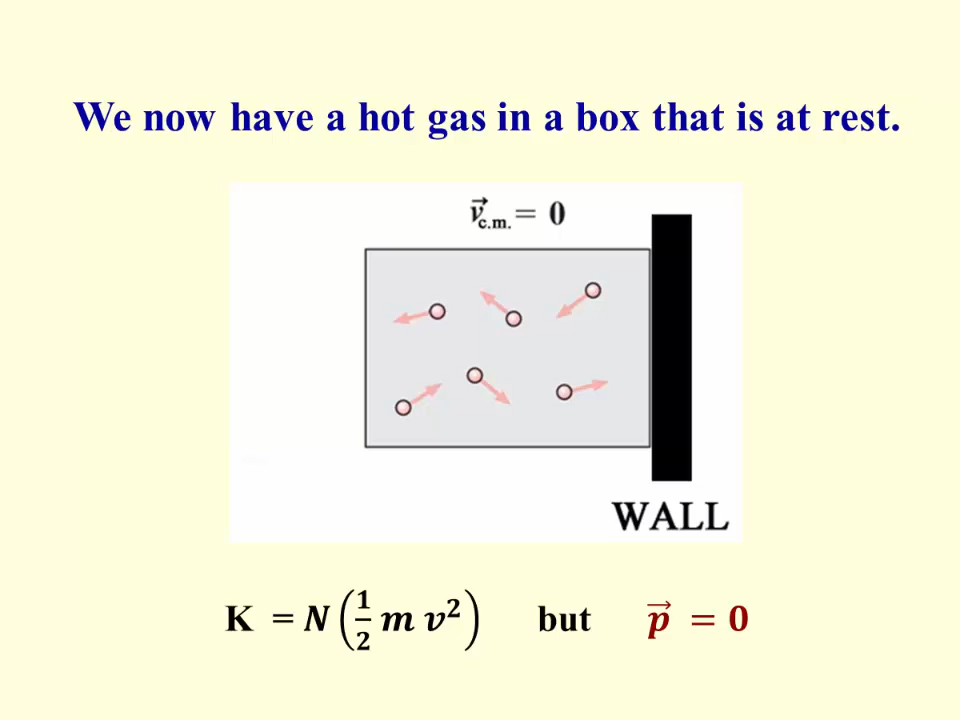 We now have a hot gas in a box that is at rest.
v⃗c.m. = 0
WALL
K = N(1/2 m v²) but p⃗ = 0